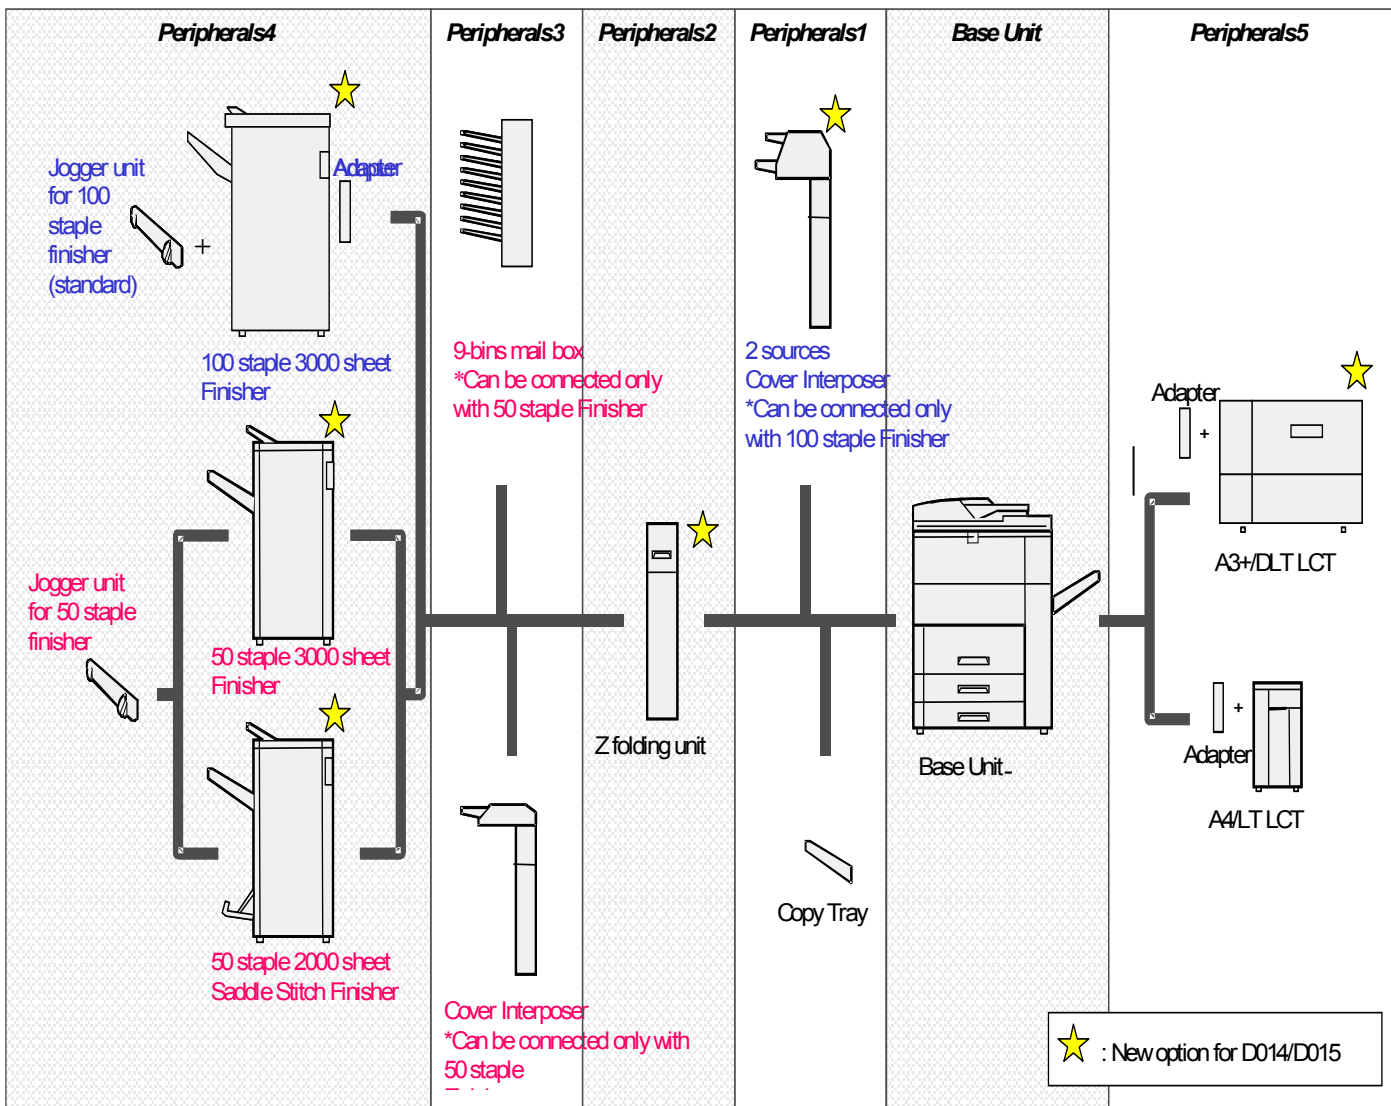 Peripherals4
Peripherals3
Peripherals2
Peripherals1
Base Unit
Peripherals5
Jogger unit
for 100
staple
finisher
(standard)
+
Adapter
100 staple 3000 sheet
Finisher
Jogger unit
for 50 staple
finisher
50 staple 3000 sheet
Finisher
50 staple 2000 sheet
Saddle Stitch Finisher
9-bins mail box
*Can be connected only
with 50 staple Finisher
Cover Interposer
*Can be connected only with
50 staple
Z folding unit
2 sources
Cover Interposer
*Can be connected only
with 100 staple Finisher
Copy Tray
Base Unit
Adapter
+
A3+/DLT LCT
+
Adapter
A4/LT LCT
: New option for D014/D015